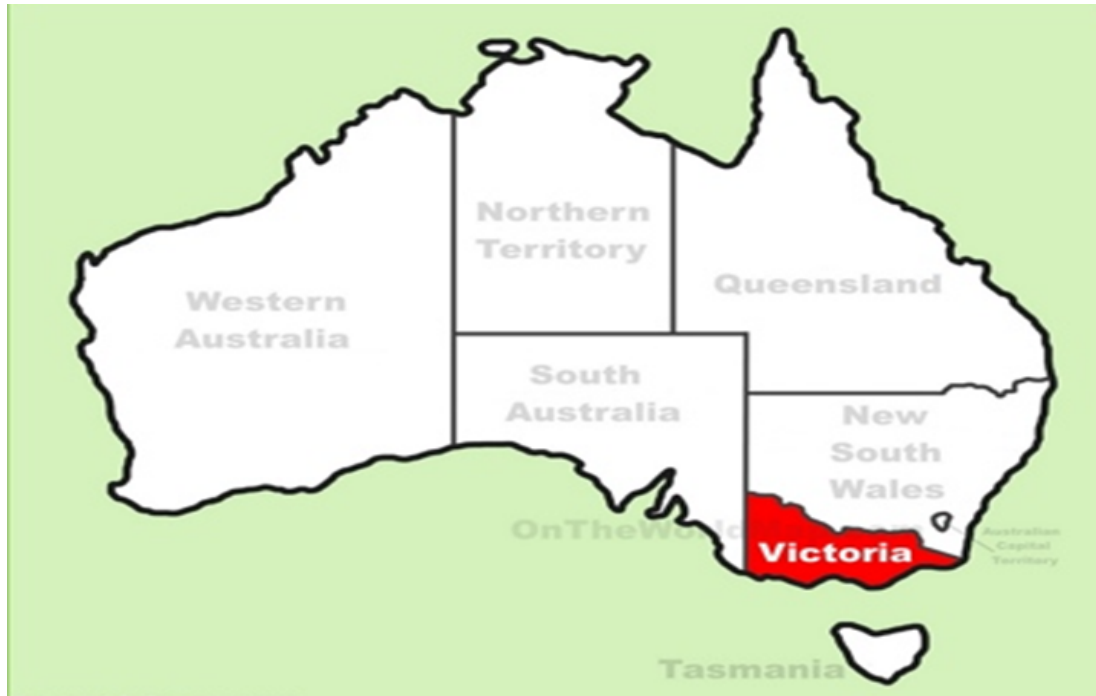 Northern
Territory
Queensland
Western
Australia
South
Australia
New
South
Wales
Victoria
Australian
Capital
Territory
Tasmania